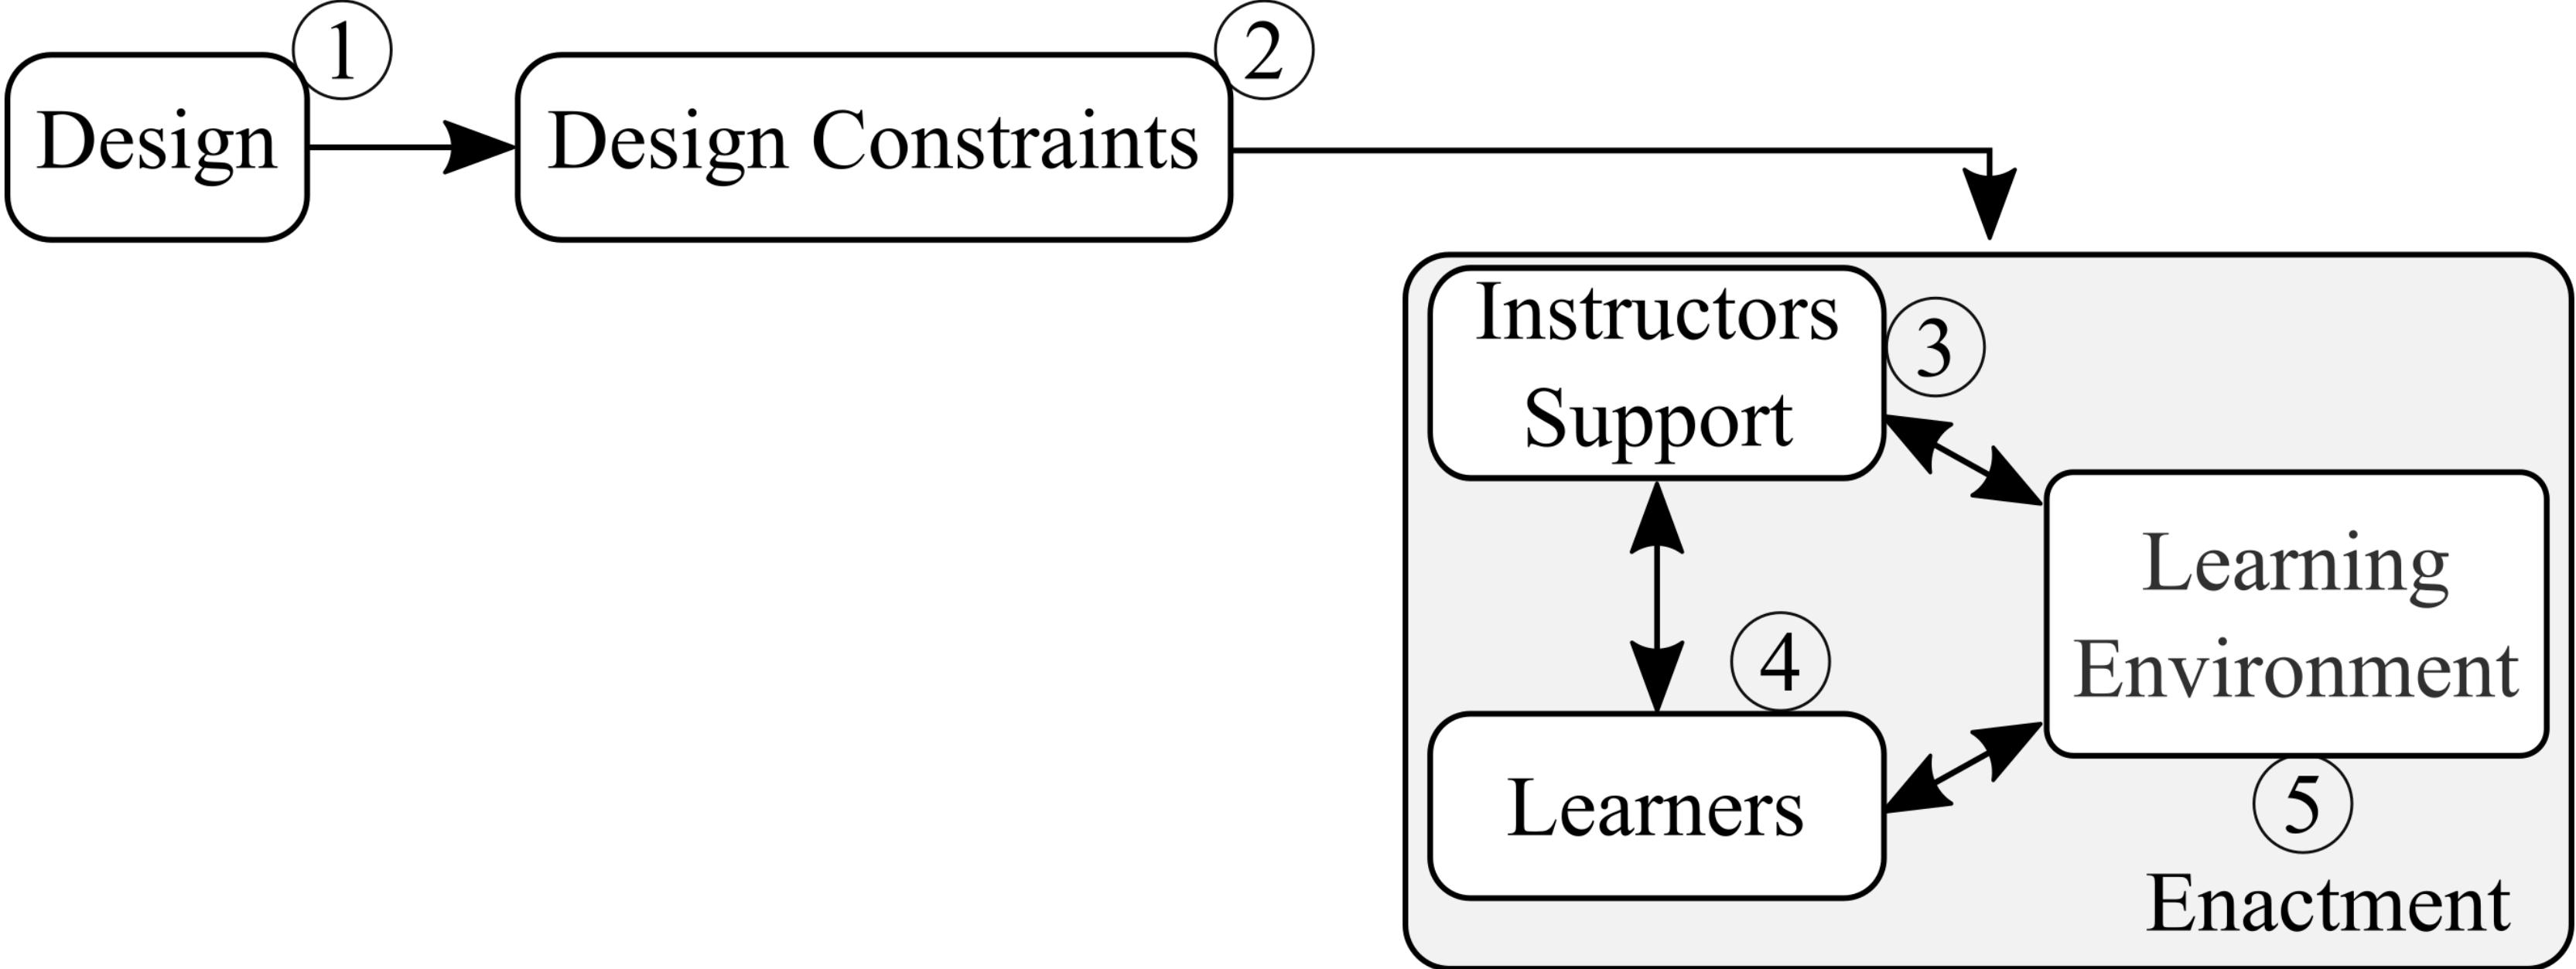 1
Design
2
Design Constraints
Instructors
Support
3
4
Learners
Learning
Environment
5
Enactment